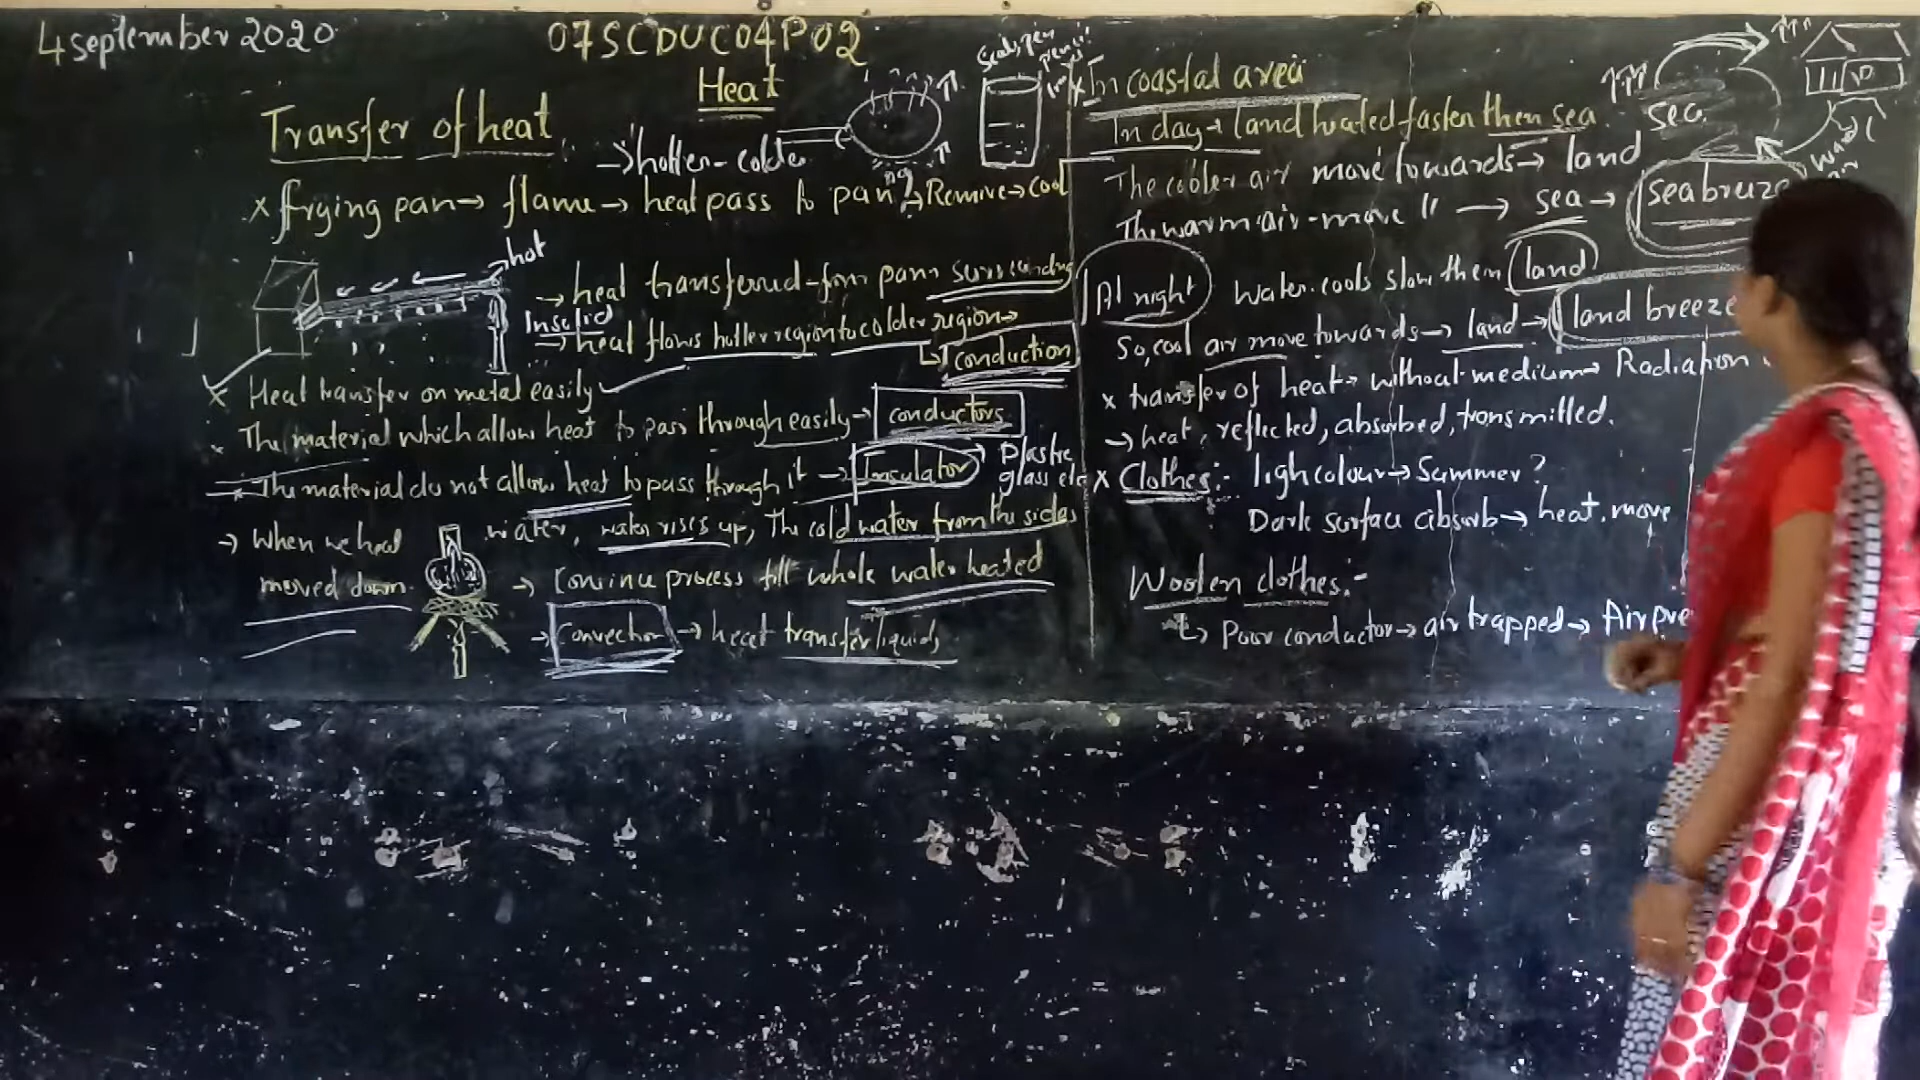 4 september 2020
07SCDUC04P02
Heat
Transfer of heat
→ hotter - colder
x frying pan → flame → heat pass to pan → Remove → cool
hot
→ heat transferred from pan surrounding
Insolid
→ heat flows hotter region to colder region →
Conduction
x Heat transfer on metal easily
The material which allow heat to pass through easily → conductors
x The material do not allow heat to pass through it → Insulator
Plastic
glass etc
→ When we heat water, water rises up, The cold water from the sides
moved down.
→ Continue process till whole water heated
→ Convection → heat transfer liquids
x In coastal area
In day → land heated faster then sea
The cooler air move towards → land
The warm air - move " → sea → sea breeze
sea
At night water cools slow then land
So, cool air move towards → land → land breeze
x transfer of heat → without medium → Radiation
→ heat, reflected, absorbed, transmitted.
x Clothes:- ligh colour → Summer?
Dark surface absorb → heat. move
Woolen clothes:-
↳ Poor conductor → air trapped → Air pre